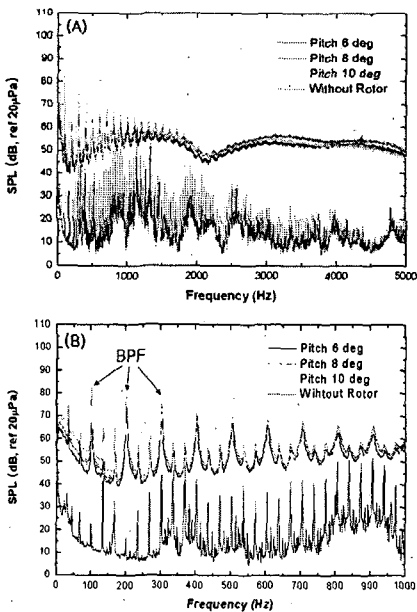 (A)
110
100
90
80
70
60
50
40
30
20
10
0
SPL (dB, ref 20μPa)
Pitch 6 deg
Pitch 8 deg
Pitch 10 deg
Without Rotor
0 1000 2000 3000 4000 5000
Frequency (Hz)
(B)
110
100
90
80
70
60
50
40
30
20
10
0
SPL (dB, ref 20μPa)
BPF
Pitch 6 deg
Pitch 8 deg
Pitch 10 deg
Wihtout Rotor
0 100 200 300 400 500 600 700 800 900 1000
Frequency (Hz)